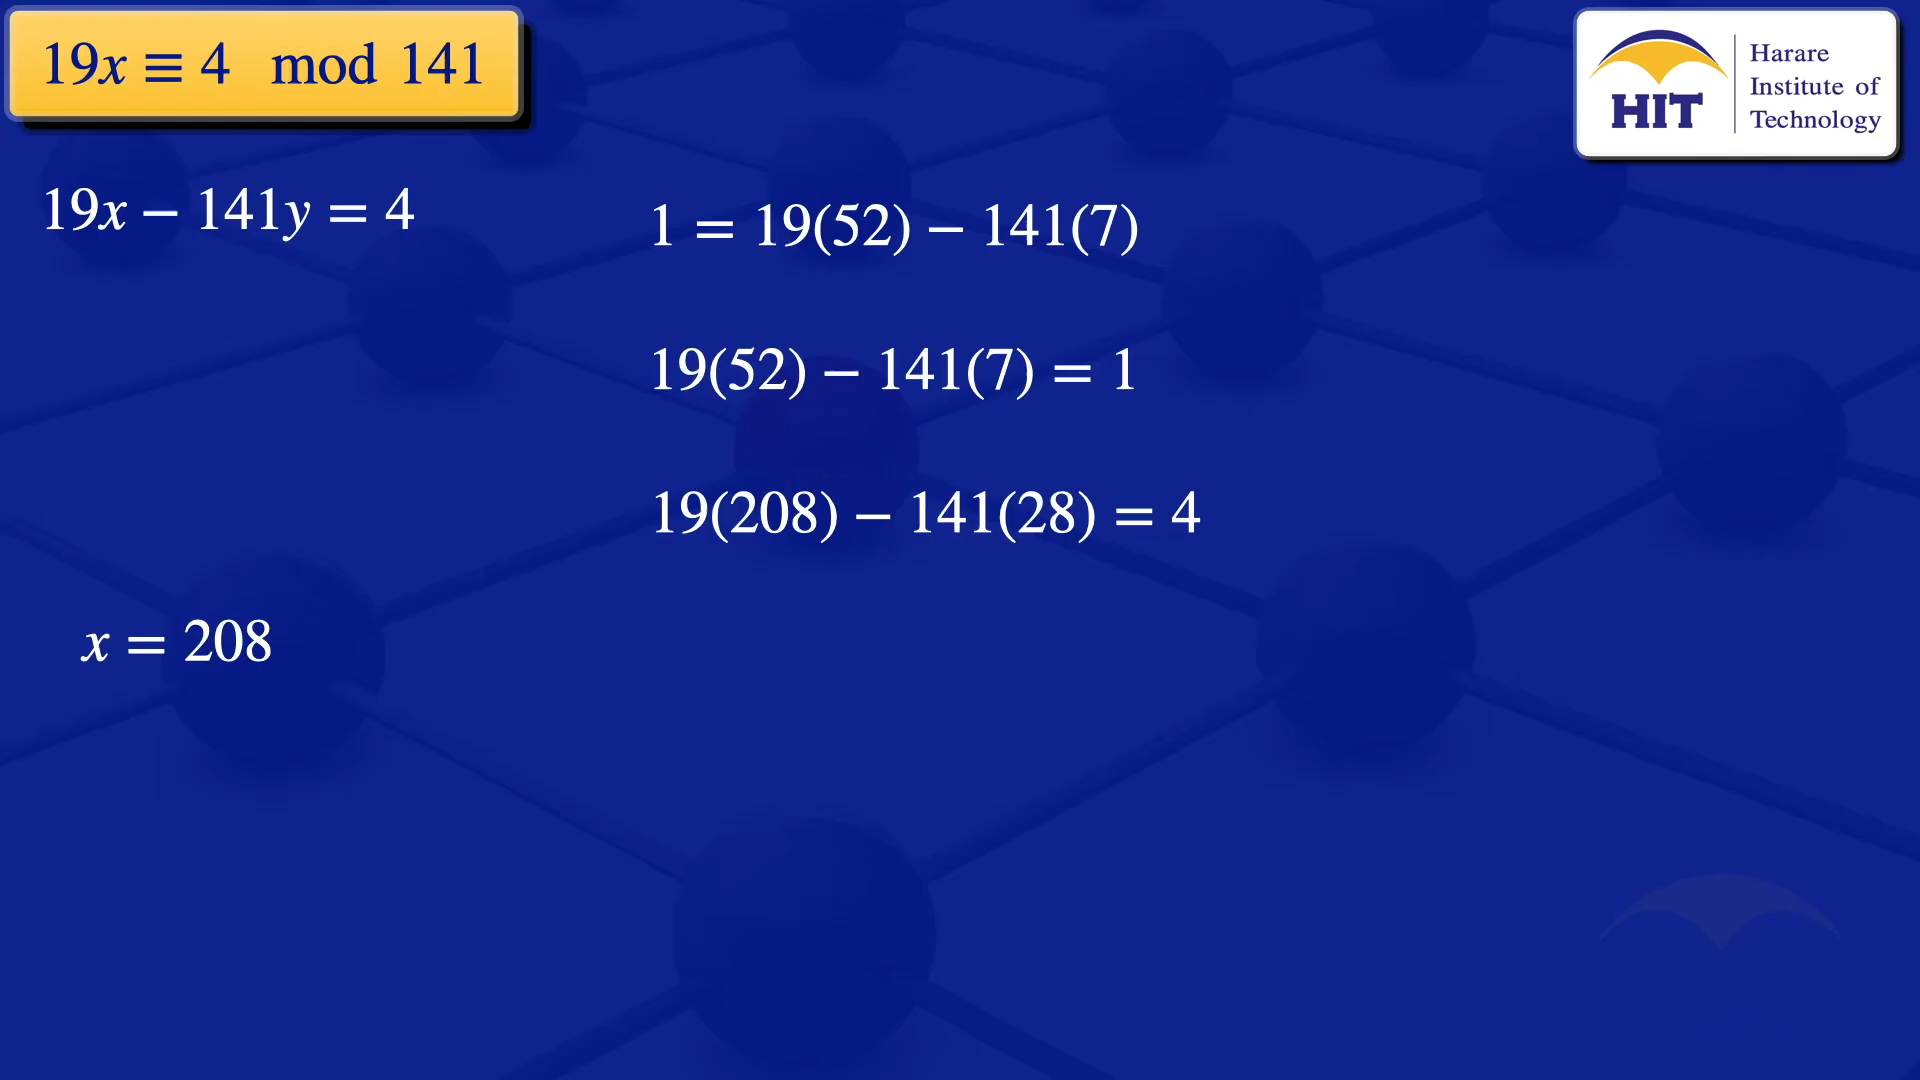 19x ≡ 4 mod 141
HIT
Harare
Institute of
Technology
19x − 141y = 4
1 = 19(52) − 141(7)
19(52) − 141(7) = 1
19(208) − 141(28) = 4
x = 208